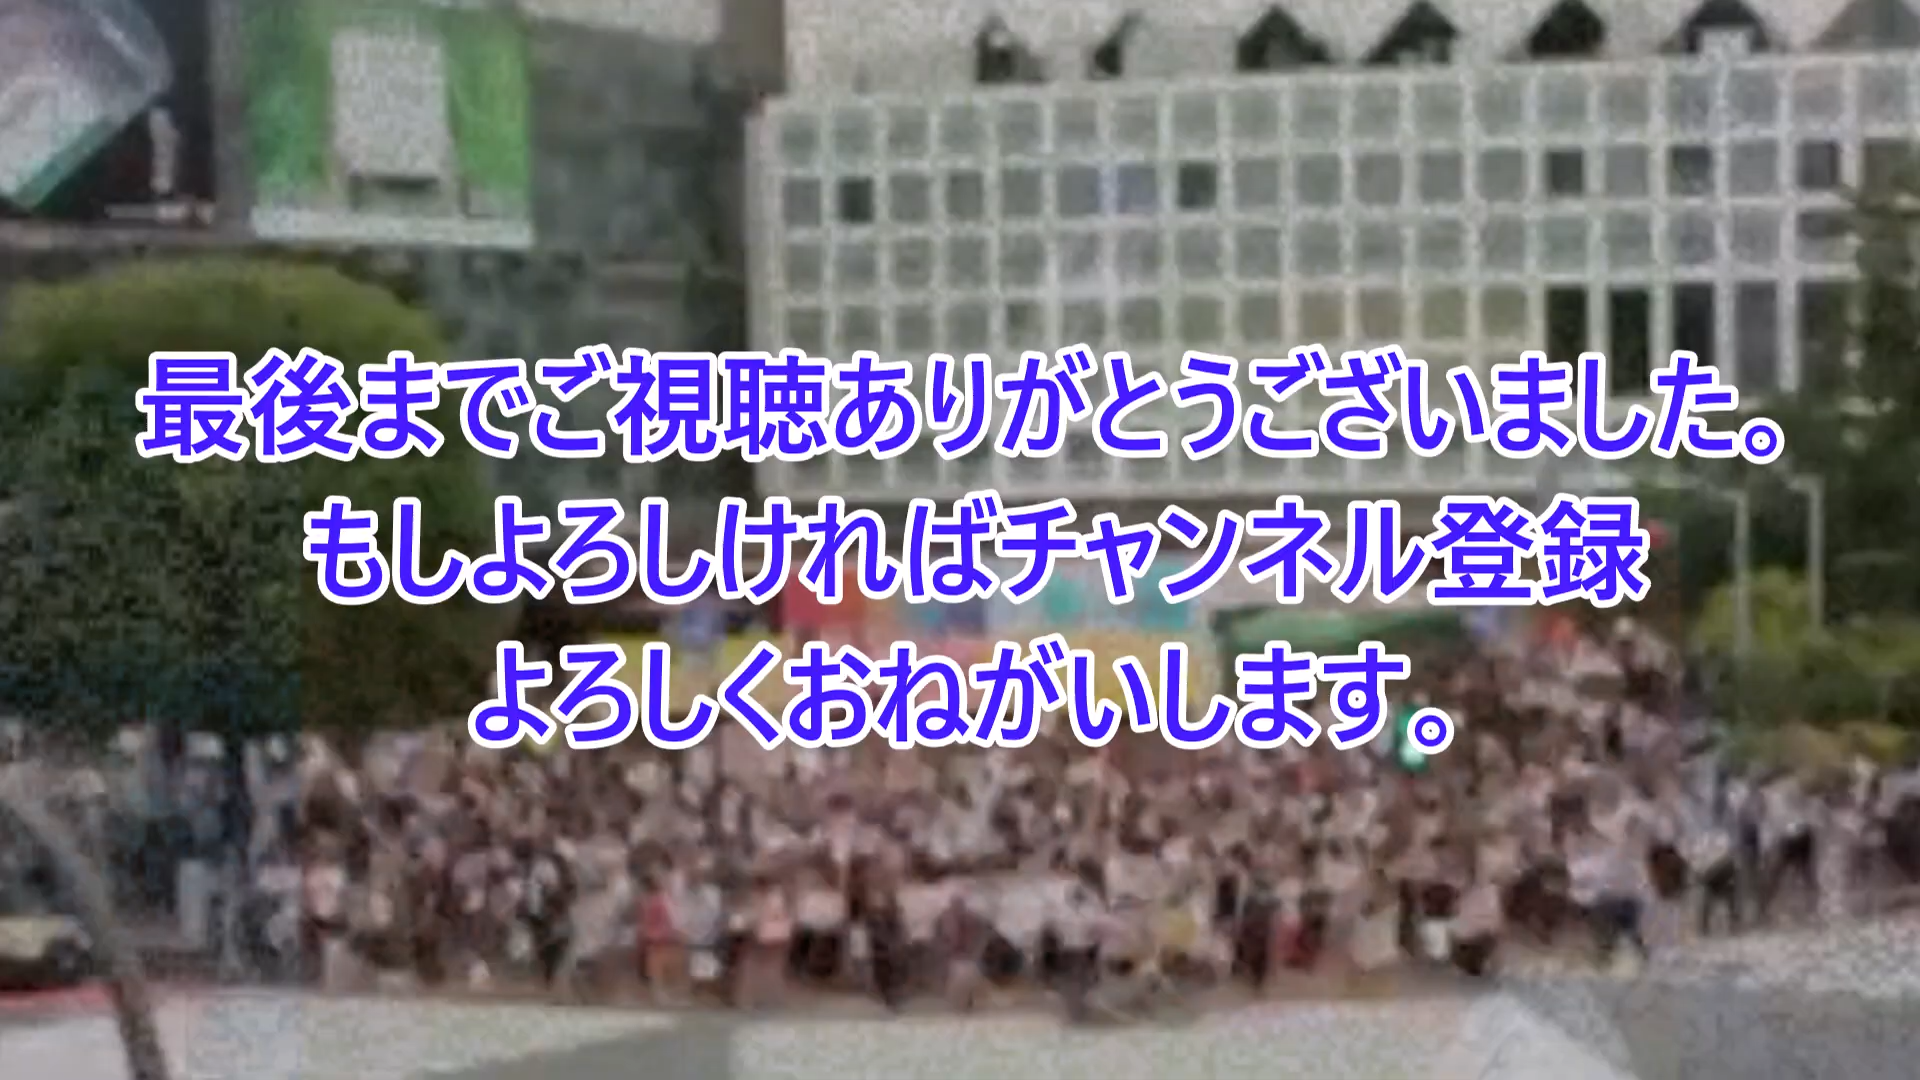 最後までご視聴ありがとうございました。
もしよろしければチャンネル登録
よろしくおねがいします。